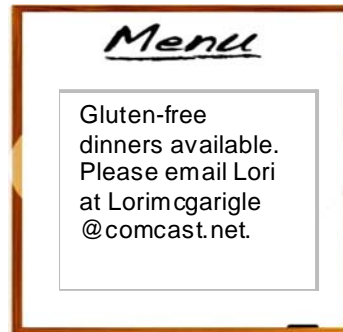 Menu
Gluten-free
dinners available.
Please email Lori
at Lorimcgarigle
@comcast.net.